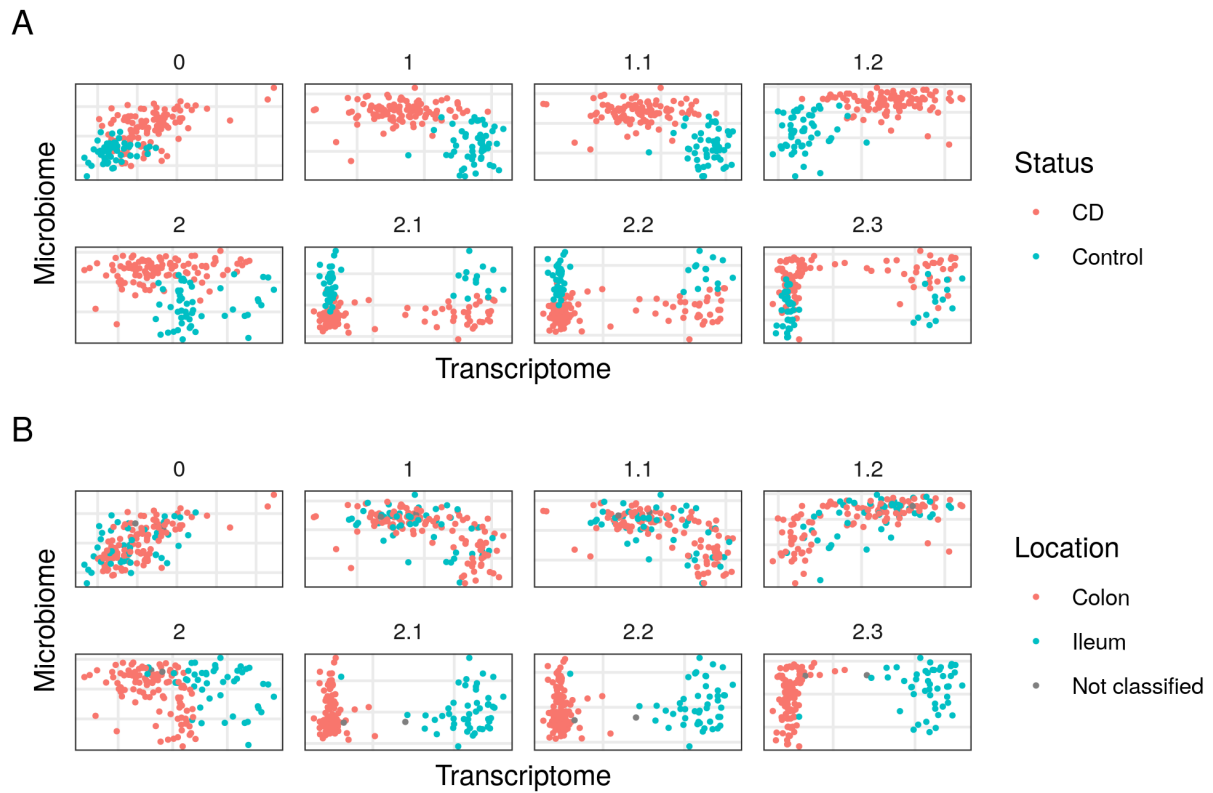 A
0 1 1.1 1.2
Microbiome
2 2.1 2.2 2.3
Transcriptome
Status
CD
Control
B
0 1 1.1 1.2
Microbiome
2 2.1 2.2 2.3
Transcriptome
Location
Colon
Ileum
Not classified